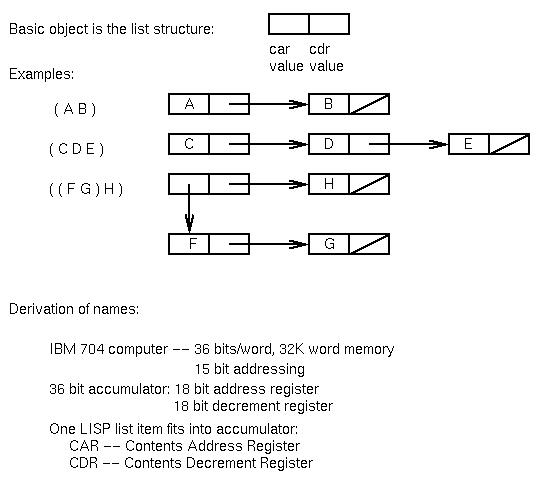 Basic object is the list structure:
car cdr
value value
Examples:
( A B ) A B
( C D E ) C D E
( ( F G ) H ) H
F G
Derivation of names:
IBM 704 computer −− 36 bits/word, 32K word memory
15 bit addressing
36 bit accumulator: 18 bit address register
18 bit decrement register
One LISP list item fits into accumulator:
CAR −− Contents Address Register
CDR −− Contents Decrement Register